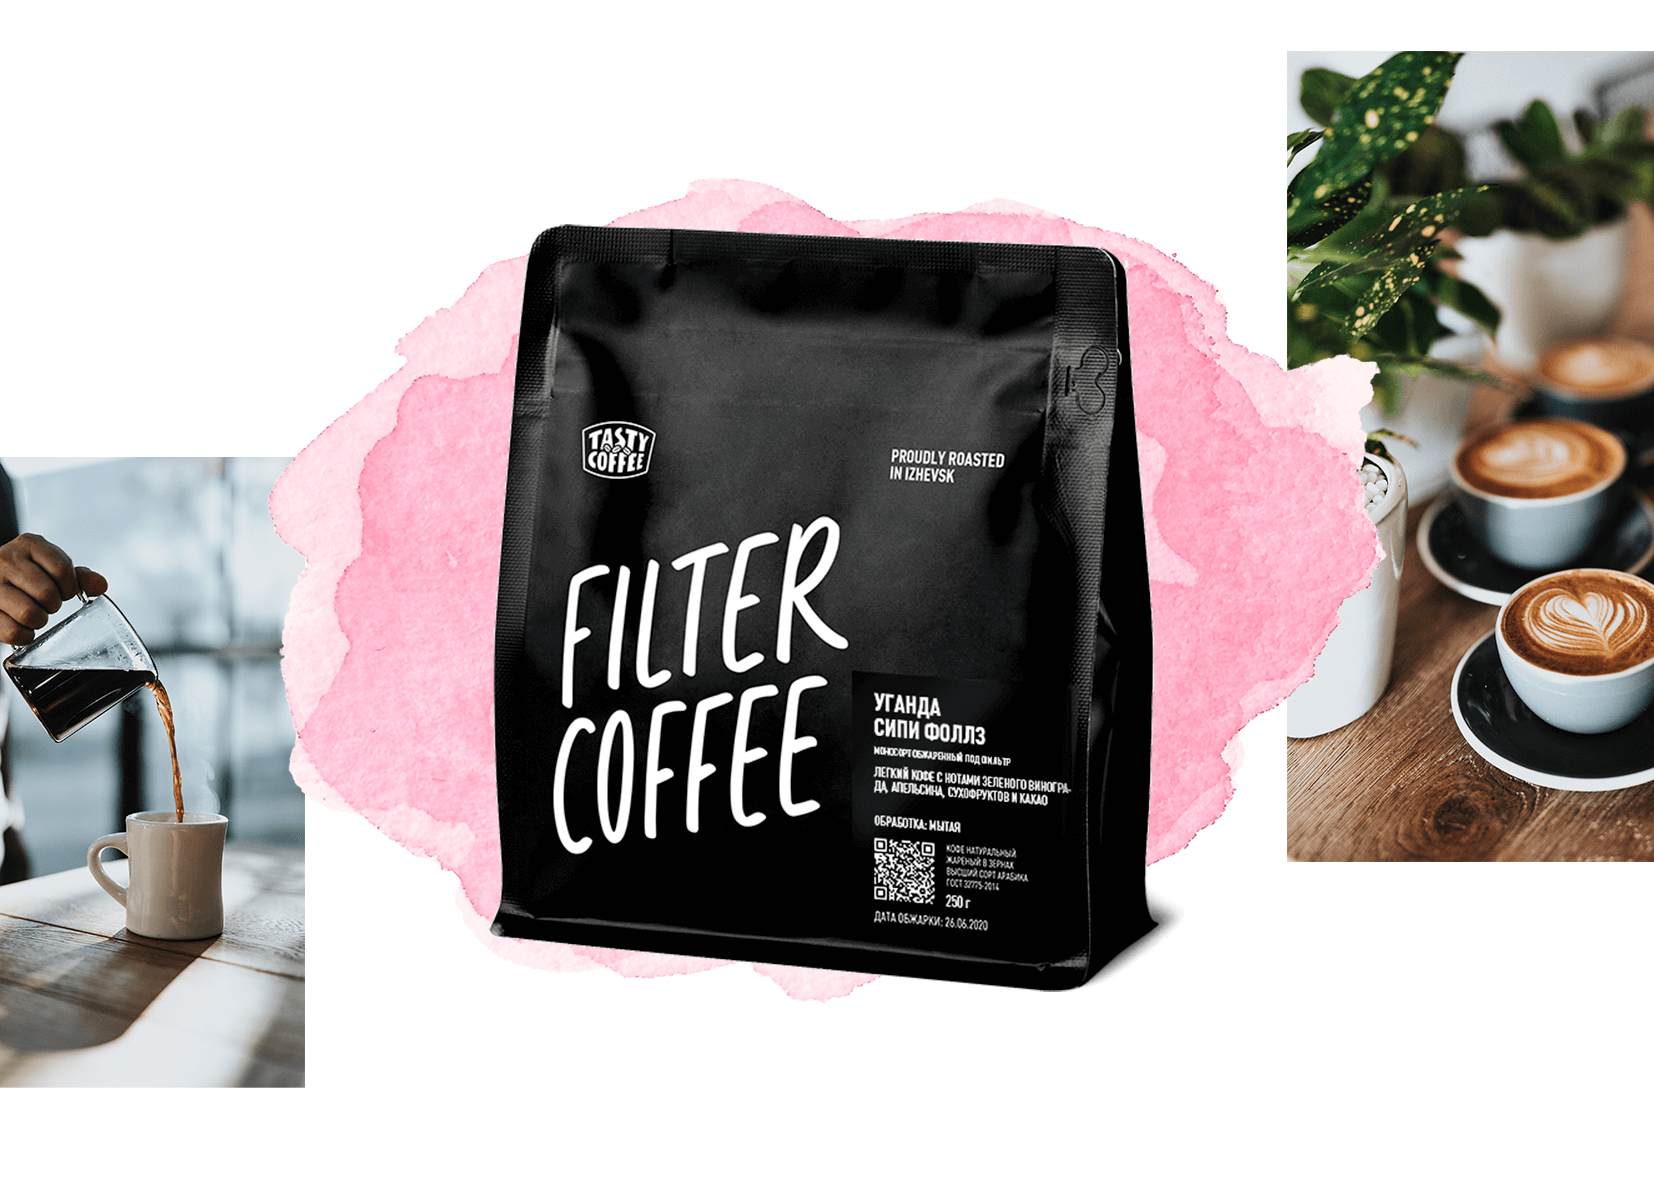 TASTY
COFFEE
PROUDLY ROASTED
IN IZHEVSK
FILTER
COFFEE
УГАНДА
СИПИ ФОЛЛЗ
МОНОСОРТ ОБЖАРЕННЫЙ ПОД ФИЛЬТР
ЛЕГКИЙ КОФЕ С НОТАМИ ЗЕЛЕНОГО ВИНОГРА-
ДА, АПЕЛЬСИНА, СУХОФРУКТОВ И КАКАО
ОБРАБОТКА: МЫТАЯ
КОФЕ НАТУРАЛЬНЫЙ
ЖАРЕНЫЙ В ЗЕРНАХ
ВЫСШИЙ СОРТ АРАБИКА
ГОСТ 32775-2014
250 г
ДАТА ОБЖАРКИ: 26.06.2020